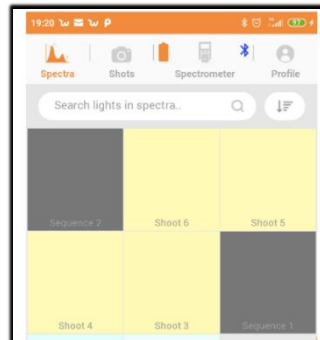 19:20
Spectra Shots Spectrometer Profile
Search lights in spectra..
Sequence 2 Shoot 6 Shoot 5
Shoot 4 Shoot 3 Sequence 1